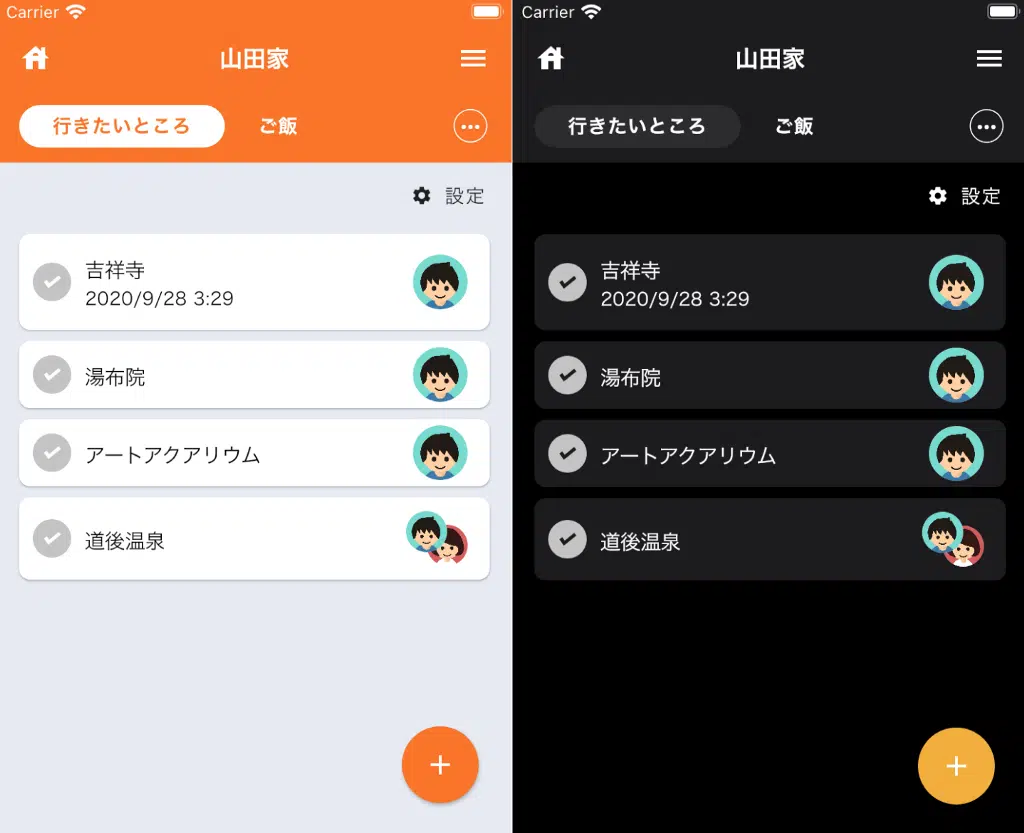 Carrier
山田家
行きたいところ ご飯
設定
吉祥寺
2020/9/28 3:29
湯布院
アートアクアリウム
道後温泉
Carrier
山田家
行きたいところ ご飯
設定
吉祥寺
2020/9/28 3:29
湯布院
アートアクアリウム
道後温泉